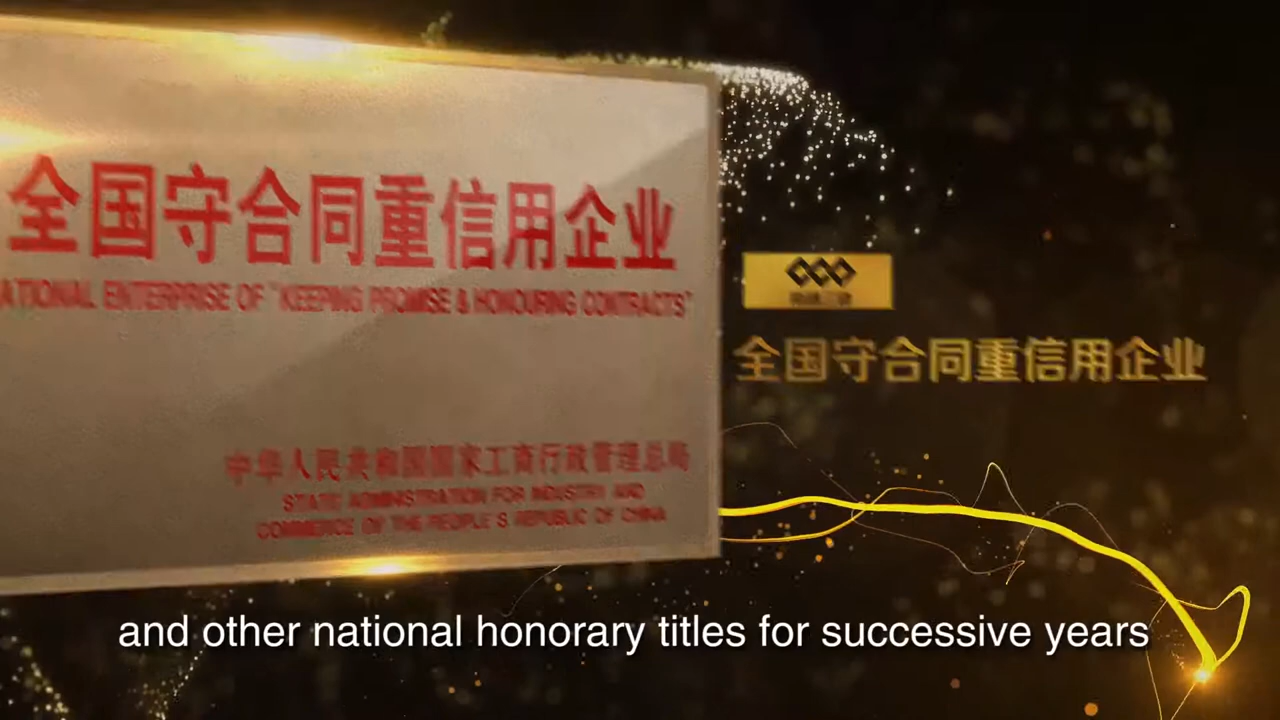 全国守合同重信用企业
ATIONAL ENTERPRISE OF "KEEPING PROMISE & HONOURING CONTRACTS"
中华人民共和国国家工商行政管理总局
STATE ADMINISTRATION FOR INDUSTRY AND
COMMERCE OF THE PEOPLE'S REPUBLIC OF CHINA
全国守合同重信用企业
and other national honorary titles for successive years